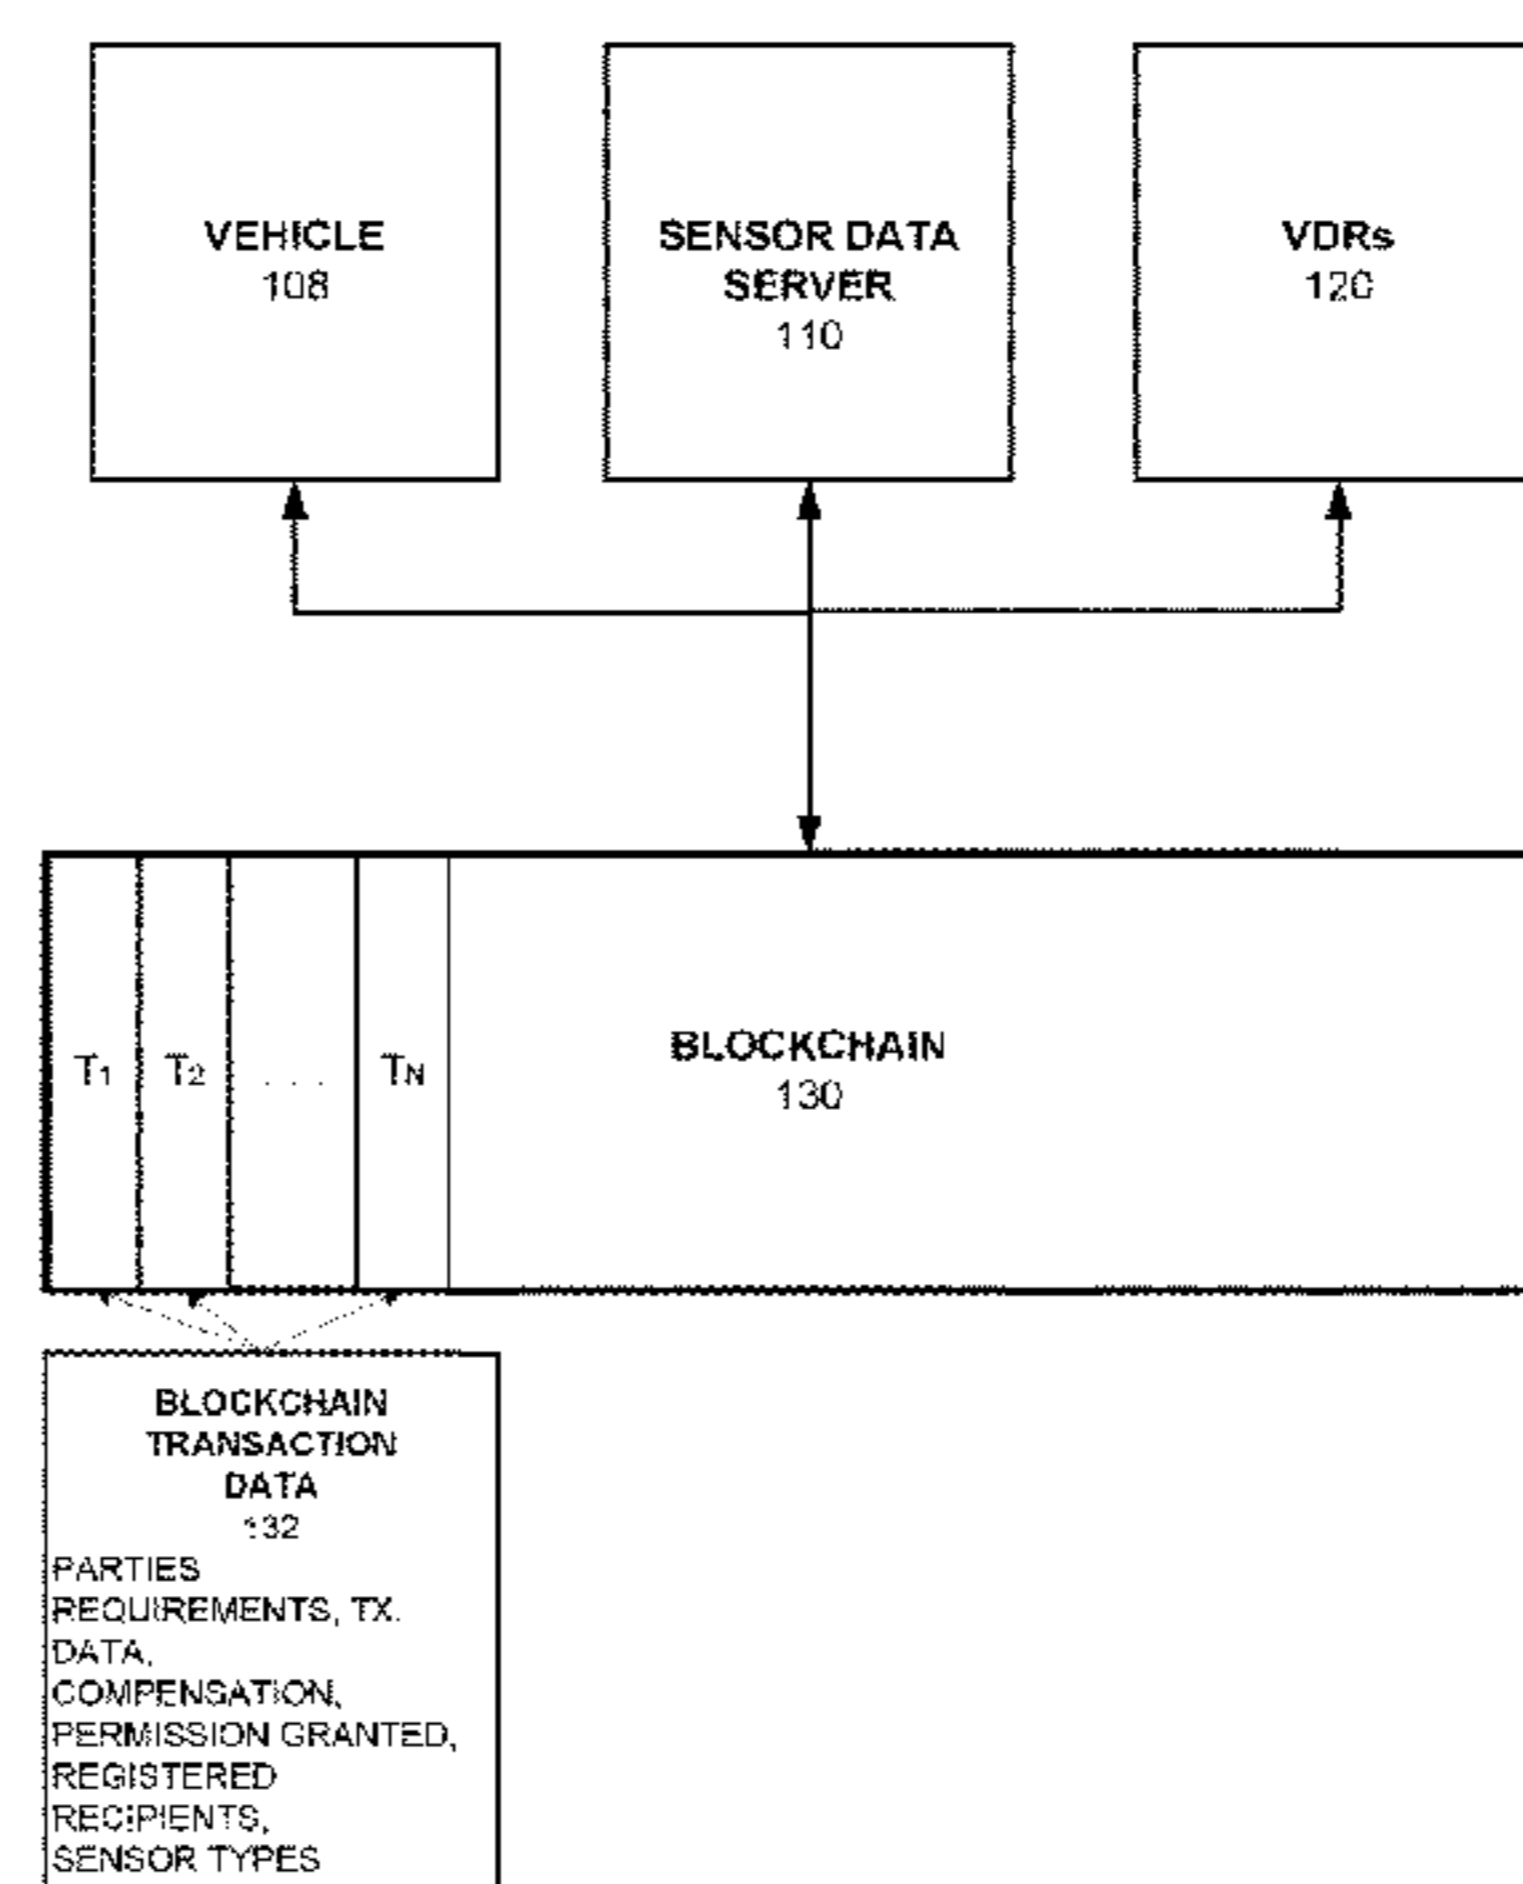 VEHICLE
108
SENSOR DATA
SERVER
110
VDRs
120
T1
T2
. . .
TN
BLOCKCHAIN
130
BLOCKCHAIN
TRANSACTION
DATA
132
PARTIES
REQUIREMENTS, TX.
DATA,
COMPENSATION,
PERMISSION GRANTED,
REGISTERED
RECIPIENTS,
SENSOR TYPES